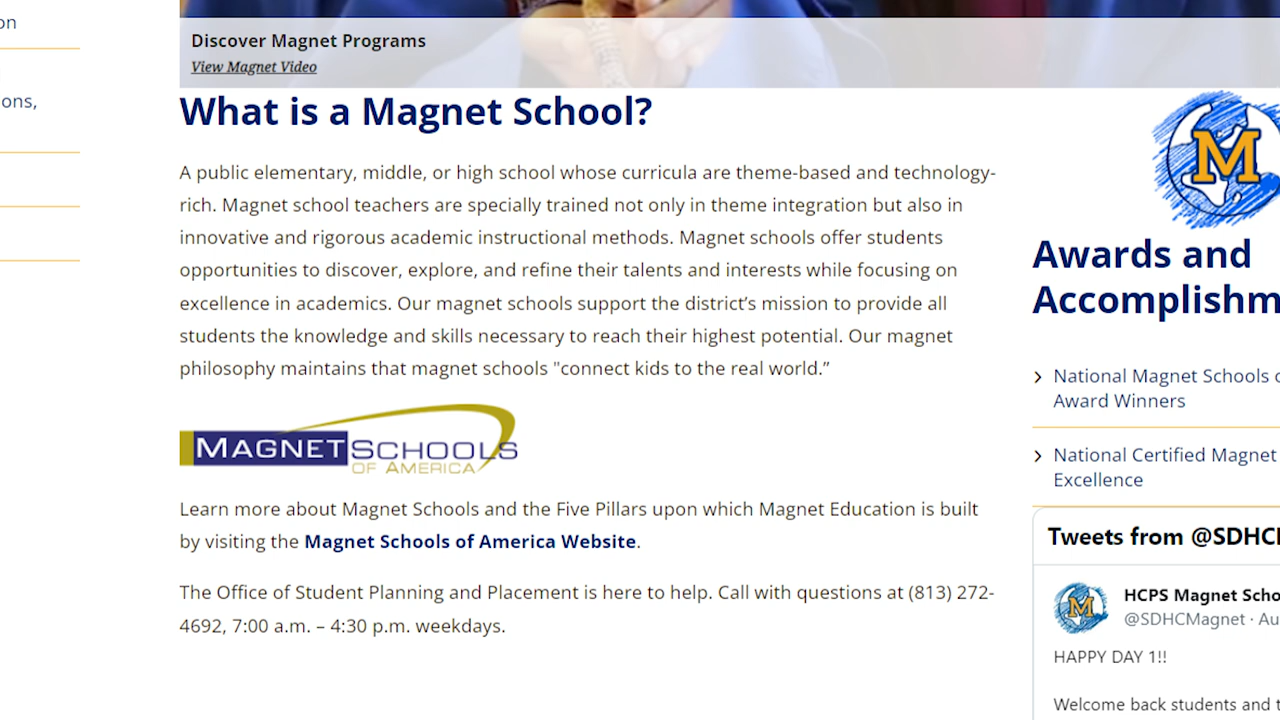 on
ons,
Discover Magnet Programs
View Magnet Video
What is a Magnet School?
A public elementary, middle, or high school whose curricula are theme-based and technology-
rich. Magnet school teachers are specially trained not only in theme integration but also in
innovative and rigorous academic instructional methods. Magnet schools offer students
opportunities to discover, explore, and refine their talents and interests while focusing on
excellence in academics. Our magnet schools support the district’s mission to provide all
students the knowledge and skills necessary to reach their highest potential. Our magnet
philosophy maintains that magnet schools "connect kids to the real world.”
MAGNET SCHOOLS
OF AMERICA
Learn more about Magnet Schools and the Five Pillars upon which Magnet Education is built
by visiting the Magnet Schools of America Website.
The Office of Student Planning and Placement is here to help. Call with questions at (813) 272-
4692, 7:00 a.m. – 4:30 p.m. weekdays.
M
Awards and
Accomplishm
National Magnet Schools
Award Winners
National Certified Magnet
Excellence
Tweets from @SDHC
M
HCPS Magnet Scho
@SDHCMagnet · Au
HAPPY DAY 1!!
Welcome back students and